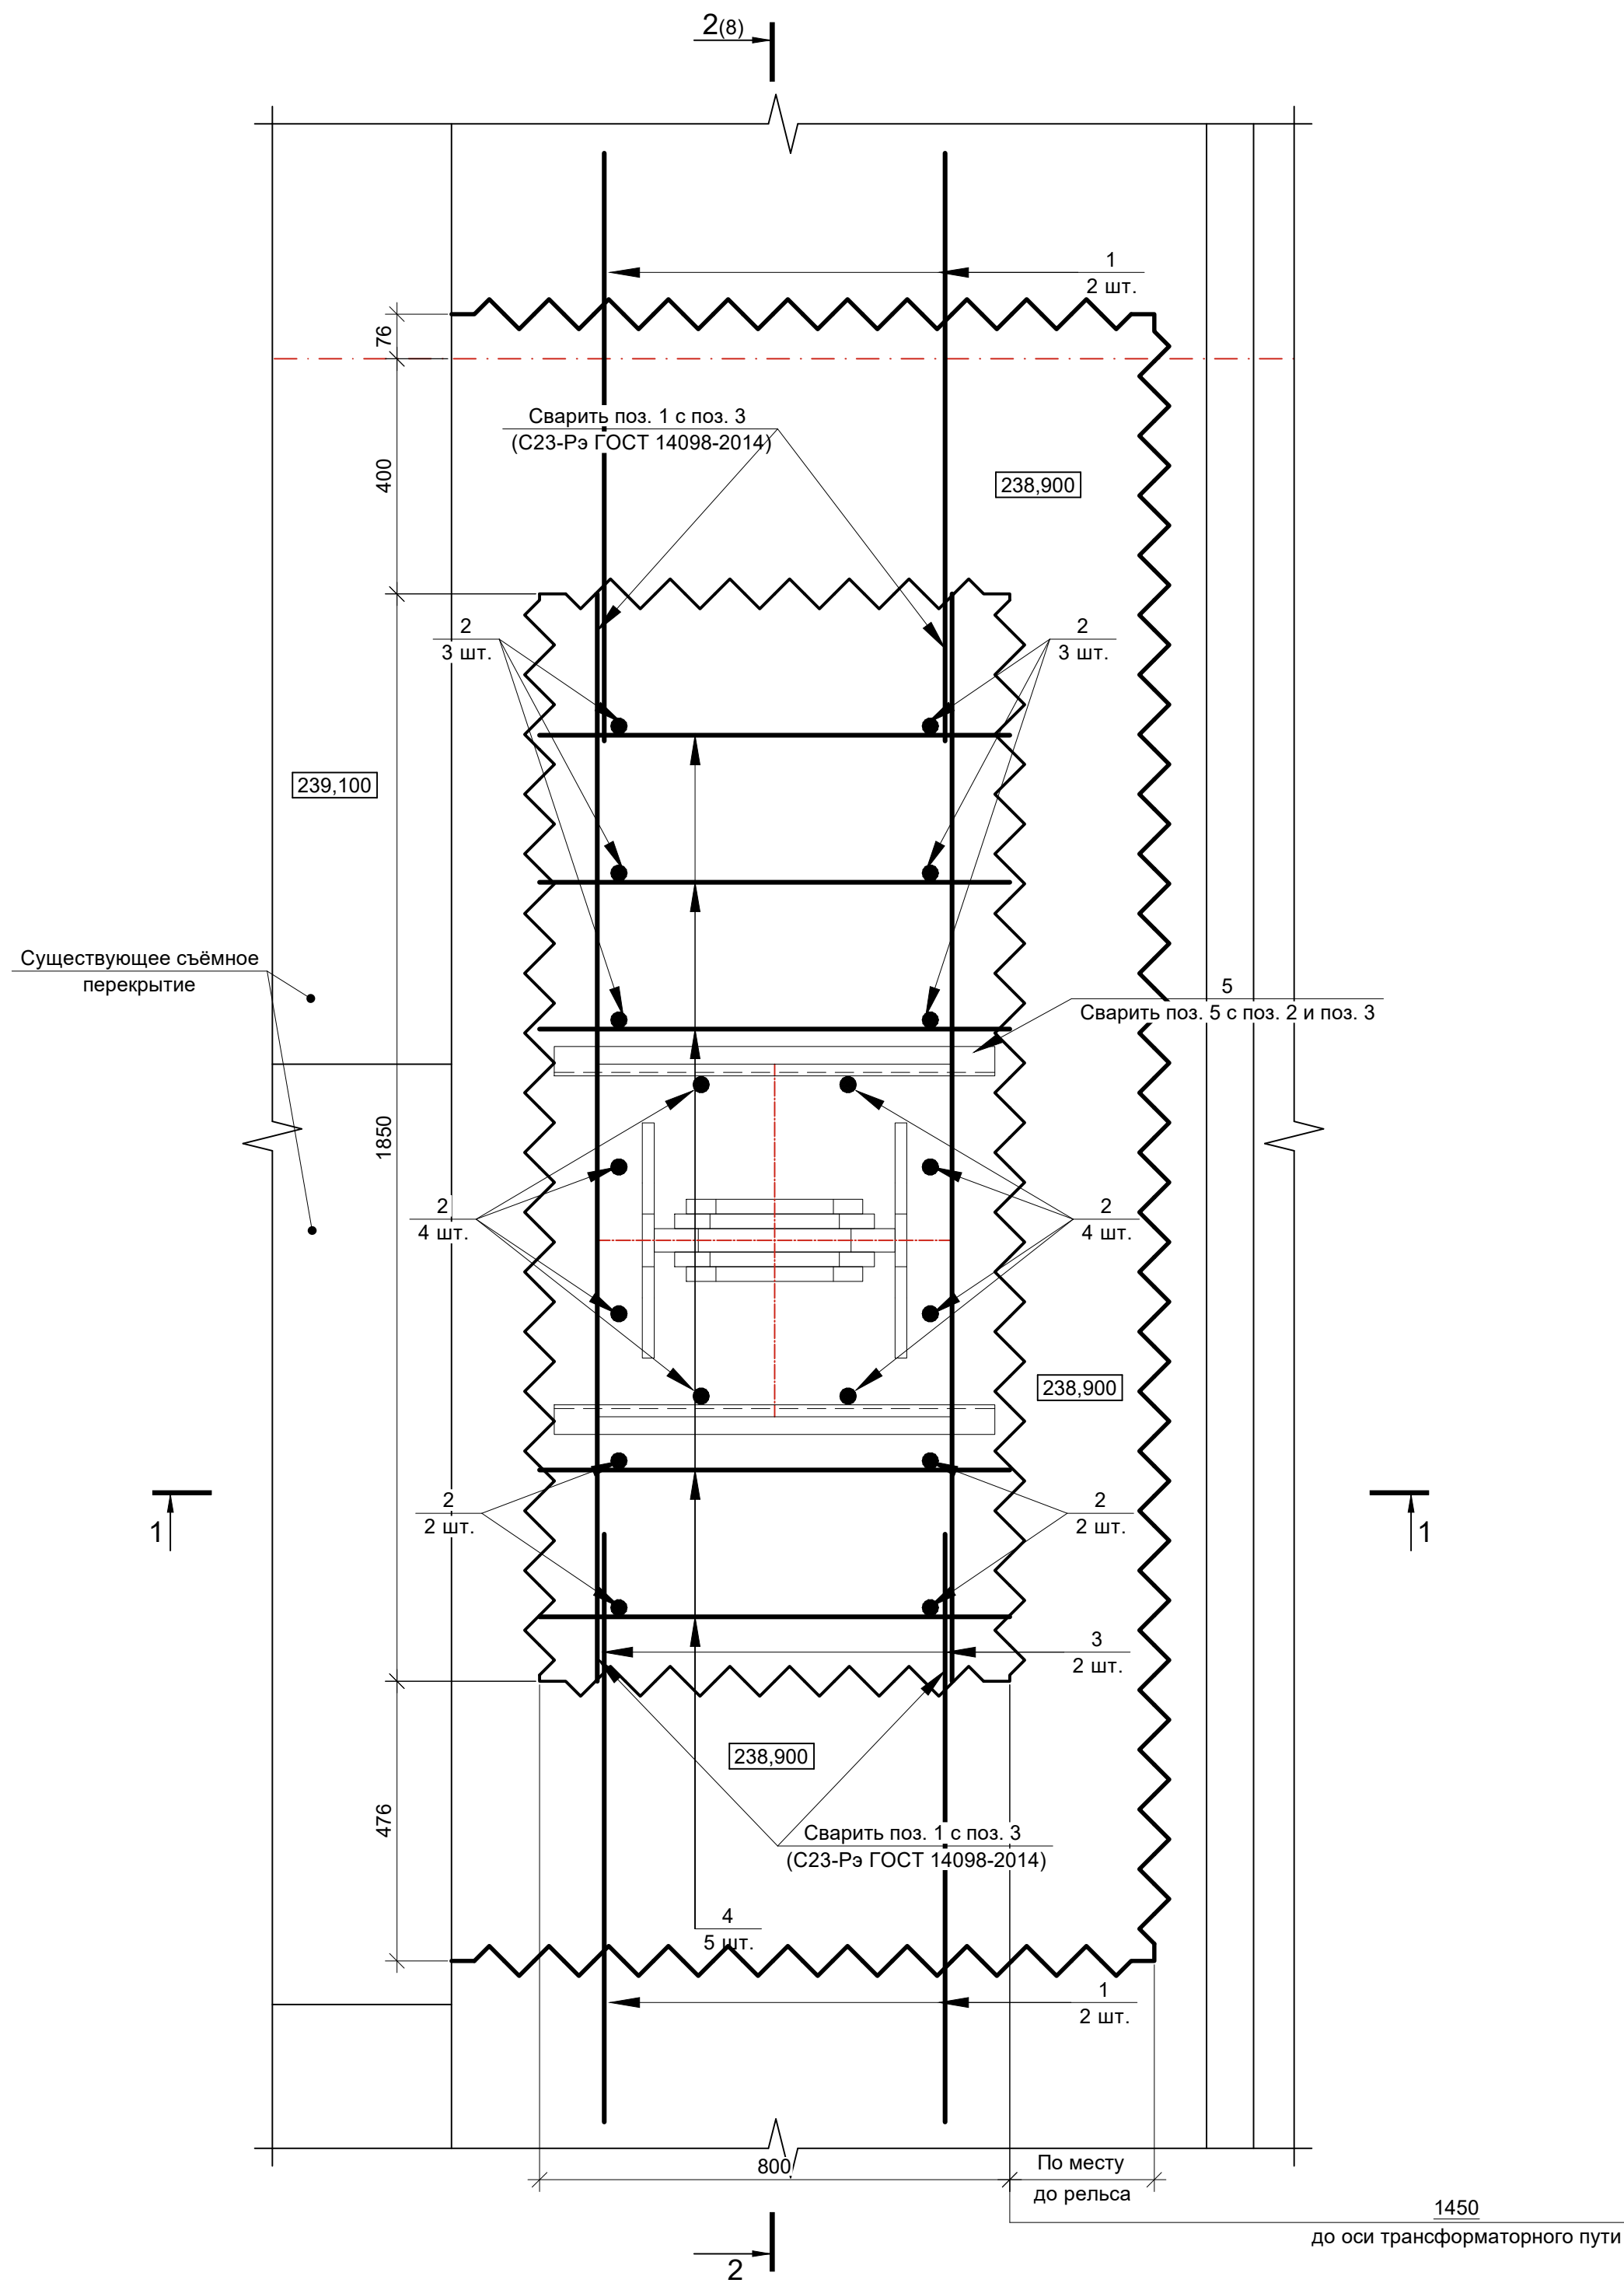 2(8)
1
2 шт.
76
Сварить поз. 1 с поз. 3
(С23-Рэ ГОСТ 14098-2014)
400
238,900
2
3 шт.
2
3 шт.
239,100
Существующее съёмное
перекрытие
5
Сварить поз. 5 с поз. 2 и поз. 3
1850
2
4 шт.
2
4 шт.
238,900
2
2 шт.
2
2 шт.
1
1
3
2 шт.
238,900
476
Сварить поз. 1 с поз. 3
(С23-Рэ ГОСТ 14098-2014)
4
5 шт.
1
2 шт.
800
По месту
до рельса
1450
до оси трансформаторного пути
2